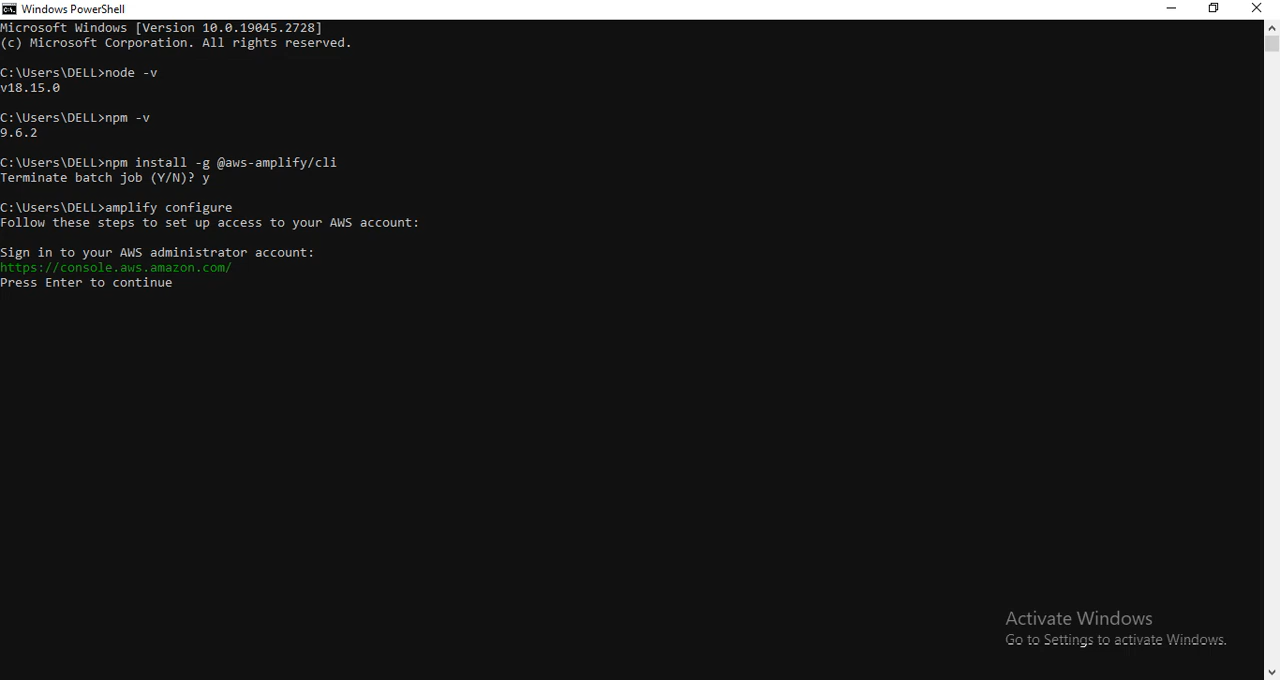 Windows PowerShell
Microsoft Windows [Version 10.0.19045.2728]
(c) Microsoft Corporation. All rights reserved.
C:\Users\DELL>node -v
v18.15.0
C:\Users\DELL>npm -v
9.6.2
C:\Users\DELL>npm install -g @aws-amplify/cli
Terminate batch job (Y/N)? y
C:\Users\DELL>amplify configure
Follow these steps to set up access to your AWS account:
Sign in to your AWS administrator account:
https://console.aws.amazon.com/
Press Enter to continue
Activate Windows
Go to Settings to activate Windows.